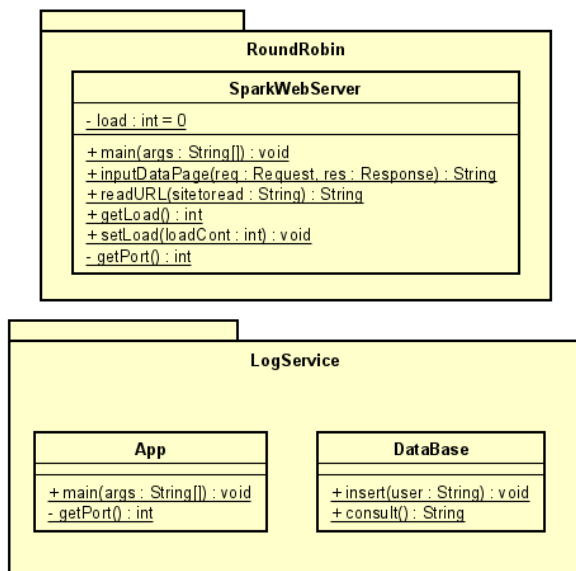 RoundRobin
SparkWebServer
- load : int = 0
+ main(args : String[]) : void
+ inputDataPage(req : Request, res : Response) : String
+ readURL(sitetoread : String) : String
+ getLoad() : int
+ setLoad(loadCont : int) : void
- getPort() : int
LogService
App
+ main(args : String[]) : void
- getPort() : int
DataBase
+ insert(user : String) : void
+ consult() : String